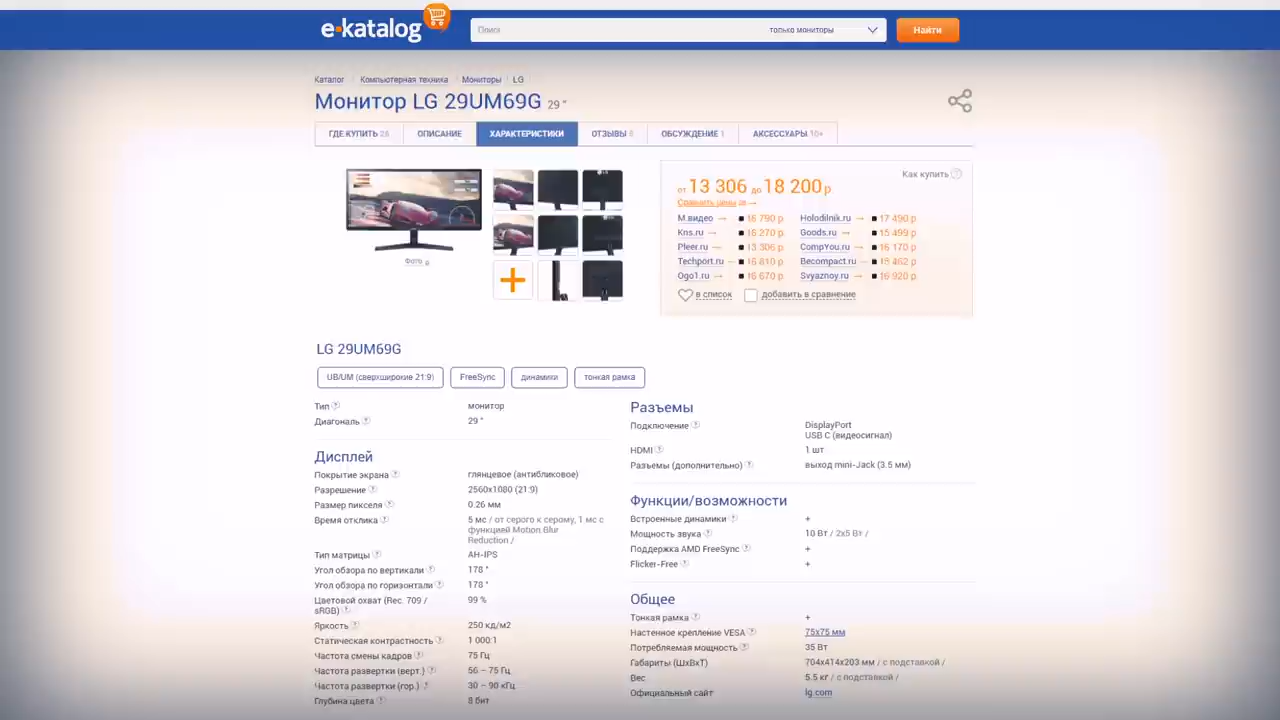 e-katalog
Поиск
только мониторы
Найти
Каталог Компьютерная техника Мониторы LG
Монитор LG 29UM69G 29 "
ГДЕ КУПИТЬ 26
ОПИСАНИЕ
ХАРАКТЕРИСТИКИ
ОТЗЫВЫ 8
ОБСУЖДЕНИЕ 1
АКСЕССУАРЫ 10+
Фото
Как купить ?
от 13 306 до 18 200 р
Сравнить цены →
М.видео → 16 790 р. Holodilnik.ru → 17 490 р.
Kns.ru → 16 270 р. Goods.ru → 15 499 р.
Pleer.ru → 13 306 р. CompYou.ru → 16 170 р.
Techport.ru → 16 810 р. Becompact.ru → 15 462 р.
Ogo1.ru → 16 670 р. Svyaznoy.ru → 16 920 р.
в список добавить в сравнение
LG 29UM69G
UB/UM (сверхширокие 21:9)
FreeSync
динамики
тонкая рамка
Тип ? монитор
Диагональ ? 29 "
Дисплей
Покрытие экрана ? глянцевое (антибликовое)
Разрешение ? 2560x1080 (21:9)
Размер пикселя ? 0.26 мм
Время отклика ? 5 мс / от серого к серому, 1 мс с
функцией Motion Blur
Reduction /
Тип матрицы ? AH-IPS
Угол обзора по вертикали ? 178 °
Угол обзора по горизонтали ? 178 °
Цветовой охват (Rec. 709 / 99 %
sRGB) ?
Яркость ? 250 кд/м2
Статическая контрастность ? 1 000:1
Частота смены кадров ? 75 Гц
Частота развертки (верт.) ? 56 – 75 Гц
Частота развертки (гор.) ? 30 – 90 кГц
Глубина цвета ? 8 бит
Разъемы
Подключение ? DisplayPort
USB C (видеосигнал)
HDMI ? 1 шт
Разъемы (дополнительно) ? выход mini-Jack (3.5 мм)
Функции/возможности
Встроенные динамики ? +
Мощность звука ? 10 Вт / 2x5 Вт /
Поддержка AMD FreeSync ? +
Flicker-Free ? +
Общее
Тонкая рамка ? +
Настенное крепление VESA ? 75x75 мм
Потребляемая мощность ? 35 Вт
Габариты (ШхВхТ) 704x414x203 мм / с подставкой /
Вес 5.5 кг / с подставкой /
Официальный сайт lg.com